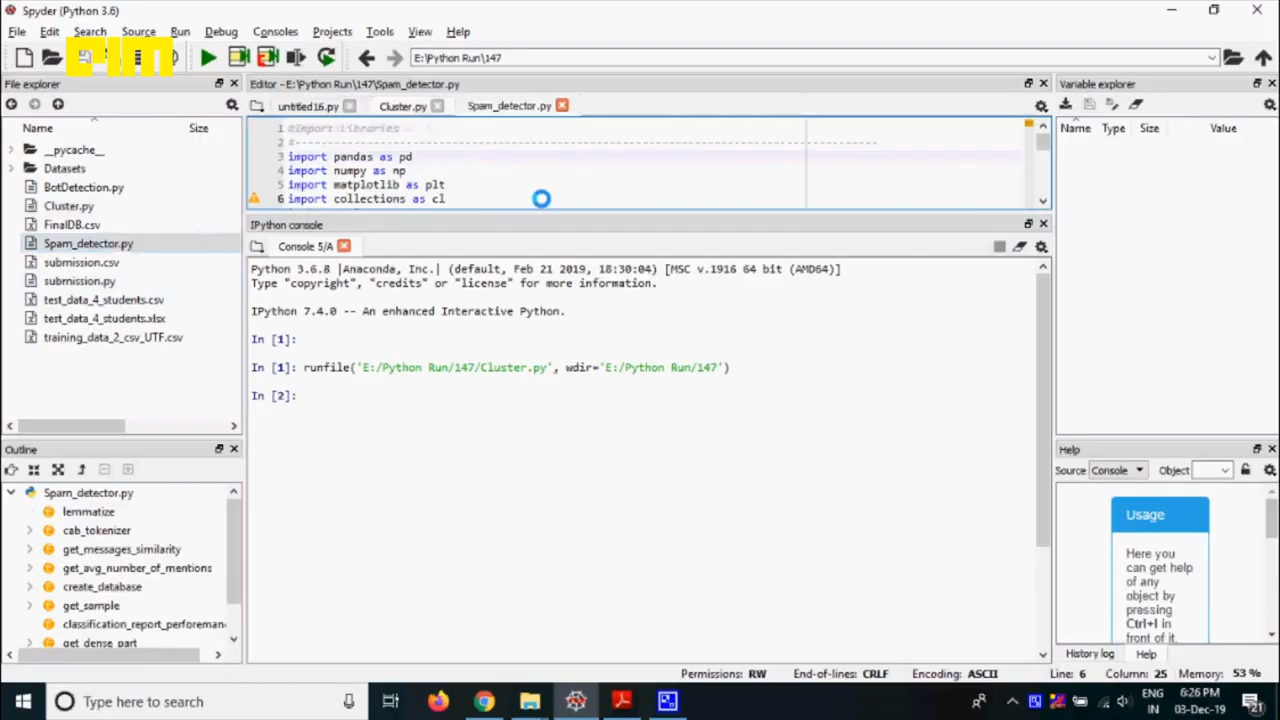 Spyder (Python 3.6)
File Edit Search Source Run Debug Consoles Projects Tools View Help
E:\Python Run\147
File explorer
Name Size
__pycache__
Datasets
BotDetection.py
Cluster.py
FinalDB.csv
Spam_detector.py
submission.csv
submission.py
test_data_4_students.csv
test_data_4_students.xlsx
training_data_2_csv_UTF.csv
Outline
Spam_detector.py
lemmatize
cab_tokenizer
get_messages_similarity
get_avg_number_of_mentions
create_database
get_sample
classification_report_perforeman
get_dense_part
Editor - E:\Python Run\147\Spam_detector.py
untitled16.py Cluster.py Spam_detector.py
1 #Import Libraries
2 #----------------------------------------------------------------------------------
3 import pandas as pd
4 import numpy as np
5 import matplotlib as plt
6 import collections as cl
IPython console
Console 5/A
Python 3.6.8 |Anaconda, Inc.| (default, Feb 21 2019, 18:30:04) [MSC v.1916 64 bit (AMD64)]
Type "copyright", "credits" or "license" for more information.
IPython 7.4.0 -- An enhanced Interactive Python.
In [1]:
In [1]: runfile('E:/Python Run/147/Cluster.py', wdir='E:/Python Run/147')
In [2]:
Variable explorer
Name Type Size Value
Help
Source Console Object
Usage
Here you
can get help
of any
object by
pressing
Ctrl+I in
front of it,
History log Help
Permissions: RW End-of-lines: CRLF Encoding: ASCII Line: 6 Column: 25 Memory: 53 %
Type here to search
ENG
IN
6:26 PM
03-Dec-19
21